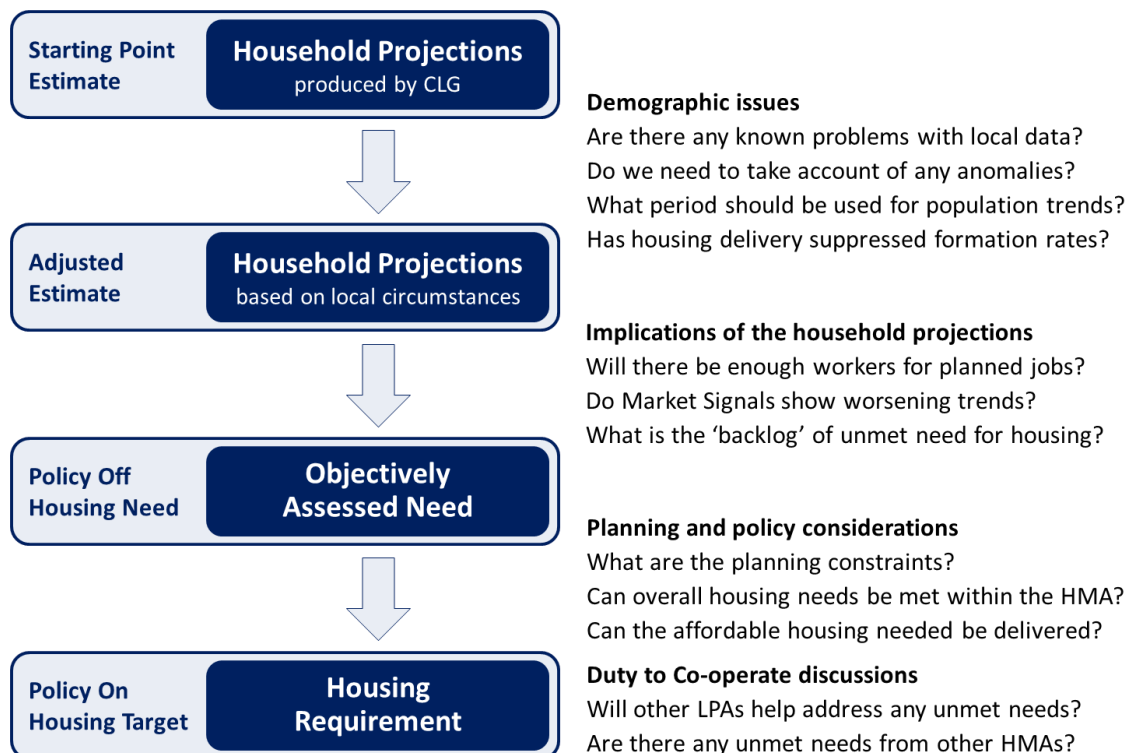 Starting Point
Estimate
Household Projections
produced by CLG
Demographic issues
Are there any known problems with local data?
Do we need to take account of any anomalies?
What period should be used for population trends?
Has housing delivery suppressed formation rates?
Adjusted
Estimate
Household Projections
based on local circumstances
Implications of the household projections
Will there be enough workers for planned jobs?
Do Market Signals show worsening trends?
What is the ‘backlog’ of unmet need for housing?
Policy Off
Housing Need
Objectively
Assessed Need
Planning and policy considerations
What are the planning constraints?
Can overall housing needs be met within the HMA?
Can the affordable housing needed be delivered?
Policy On
Housing Target
Housing
Requirement
Duty to Co-operate discussions
Will other LPAs help address any unmet needs?
Are there any unmet needs from other HMAs?